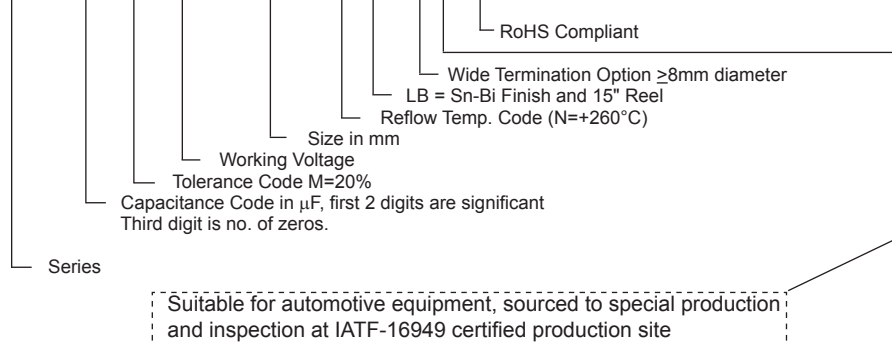 RoHS Compliant
Wide Termination Option ≥8mm diameter
LB = Sn-Bi Finish and 15" Reel
Reflow Temp. Code (N=+260°C)
Size in mm
Working Voltage
Tolerance Code M=20%
Capacitance Code in μF, first 2 digits are significant
Third digit is no. of zeros.
Series
Suitable for automotive equipment, sourced to special production
and inspection at IATF-16949 certified production site